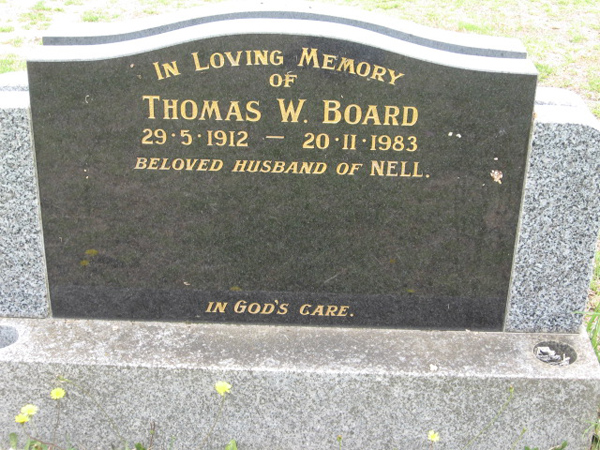 IN LOVING MEMORY
OF
THOMAS W. BOARD
29·5·1912 — 20·11·1983
BELOVED HUSBAND OF NELL.
IN GOD'S CARE.